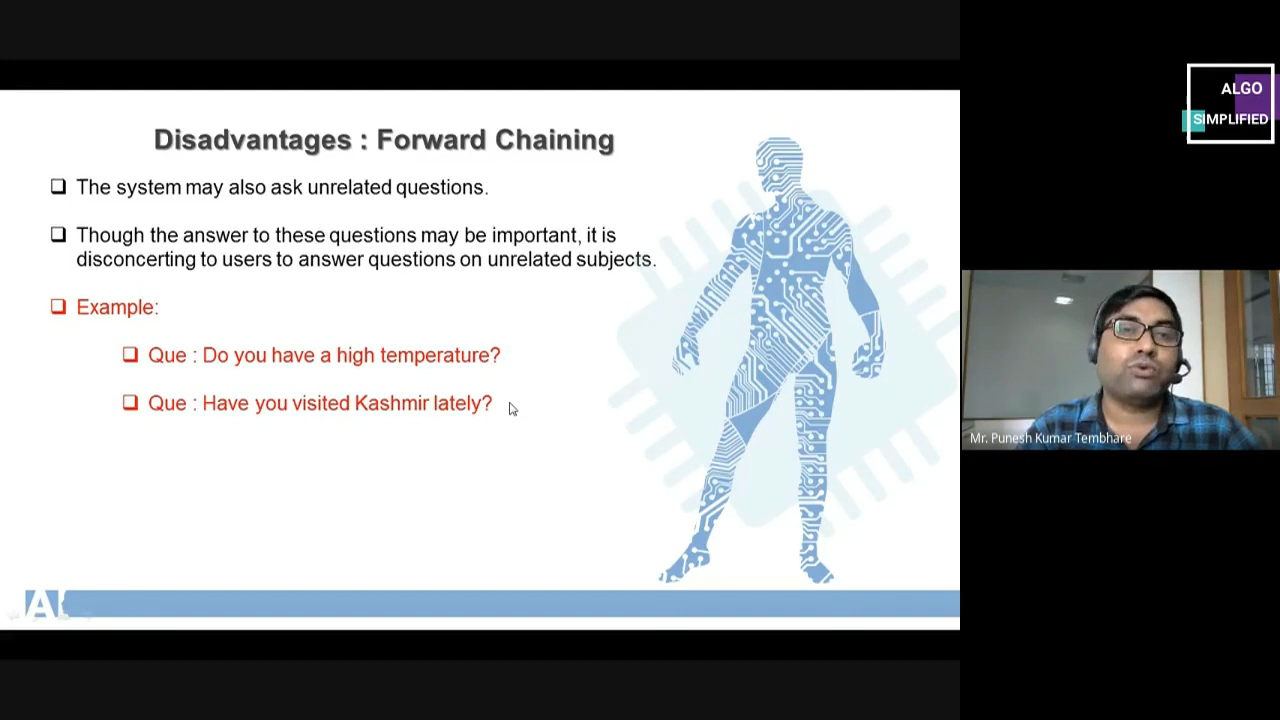 Disadvantages : Forward Chaining
The system may also ask unrelated questions.
Though the answer to these questions may be important, it is
disconcerting to users to answer questions on unrelated subjects.
Example:
Que : Do you have a high temperature?
Que : Have you visited Kashmir lately?
ALGO
SIMPLIFIED
Mr. Punesh Kumar Tembhare